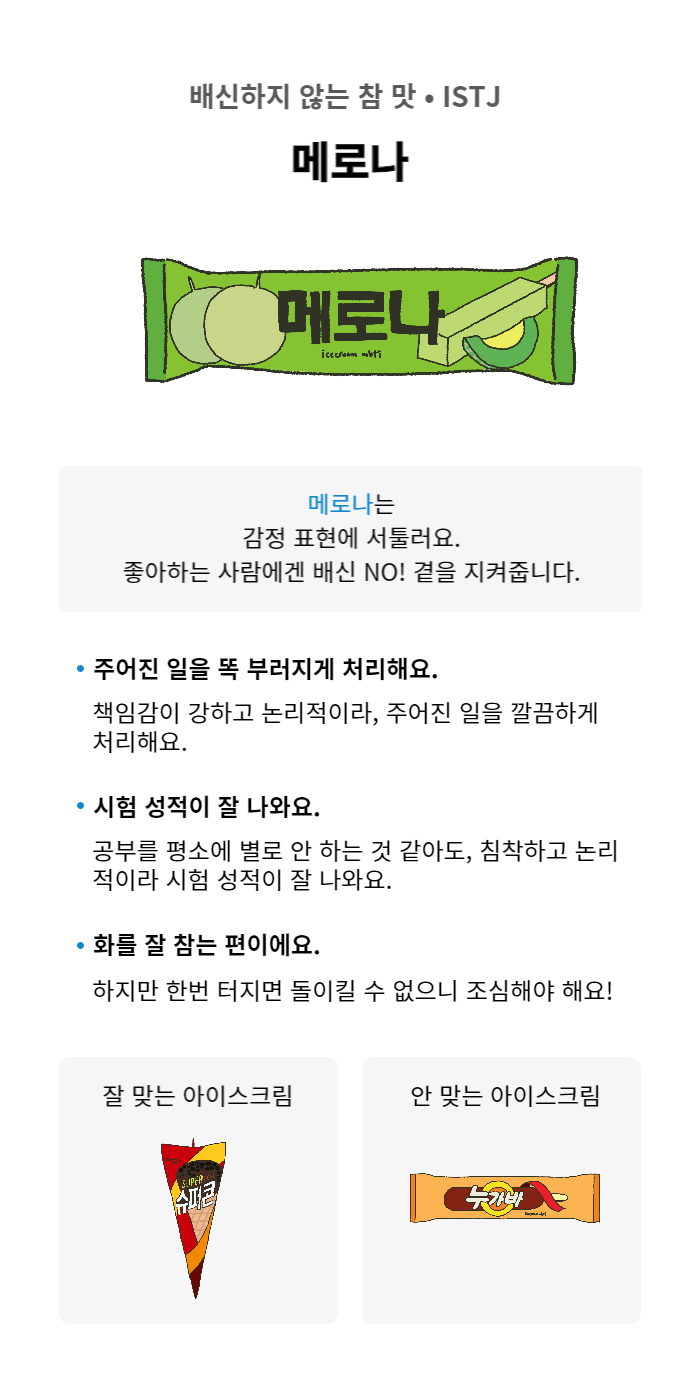 배신하지 않는 참 맛 • ISTJ
메로나
메로나
icecream mbti
메로나는
감정 표현에 서툴러요.
좋아하는 사람에겐 배신 NO! 곁을 지켜줍니다.
• 주어진 일을 똑 부러지게 처리해요.
책임감이 강하고 논리적이라, 주어진 일을 깔끔하게
처리해요.
• 시험 성적이 잘 나와요.
공부를 평소에 별로 안 하는 것 같아도, 침착하고 논리
적이라 시험 성적이 잘 나와요.
• 화를 잘 참는 편이에요.
하지만 한번 터지면 돌이킬 수 없으니 조심해야 해요!
잘 맞는 아이스크림
SUPER
슈퍼콘
안 맞는 아이스크림
누가바
icecream mbti